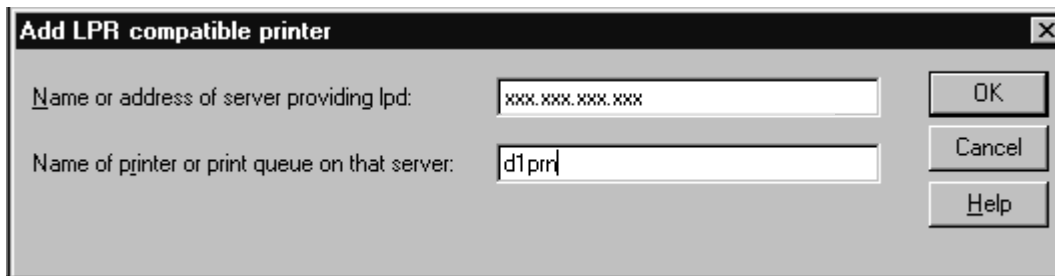 Add LPR compatible printer
Name or address of server providing lpd: xxx.xxx.xxx.xxx OK
Name of printer or print queue on that server: d1prn Cancel
Help